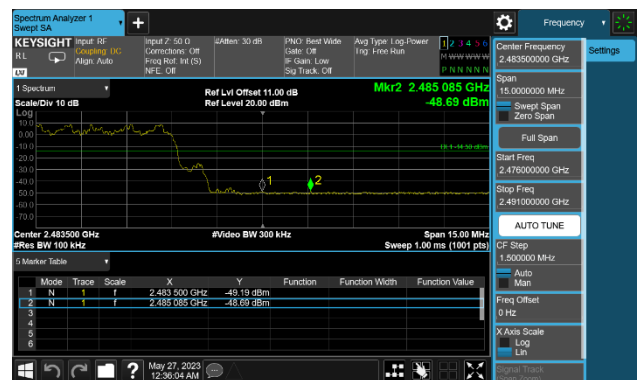 Spectrum Analyzer 1
Swept SA
Frequency
KEYSIGHT
Input: RF
Coupling: DC
Align: Auto
RL
Input Z: 50 Ω
Corrections: Off
Freq Ref: Int (S)
NFE: Off
#Atten: 30 dB
PNO: Best Wide
Gate: Off
IF Gain: Low
Sig Track: Off
Avg Type: Log-Power
Trig: Free Run
1 2 3 4 5 6
M W W W W W
P N N N N N
1 Spectrum
Scale/Div 10 dB
Ref Lvl Offset 11.00 dB
Ref Level 20.00 dBm
Mkr2 2.485 085 GHz
-48.69 dBm
Log
10.0
0.00
-10.0
-20.0
-30.0
-40.0
-50.0
-60.0
-70.0
1
2
Center 2.483500 GHz
#Res BW 100 kHz
#Video BW 300 kHz
Span 15.00 MHz
Sweep 1.00 ms (1001 pts)
5 Marker Table
Mode Trace Scale X Y Function Function Width Function Value
1 N 1 f 2.483 500 GHz -49.19 dBm
2 N 1 f 2.485 085 GHz -48.69 dBm
3
4
5
6
Center Frequency
2.483500000 GHz
Settings
Span
15.0000000 MHz
Swept Span
Zero Span
Full Span
Start Freq
2.476000000 GHz
Stop Freq
2.491000000 GHz
AUTO TUNE
CF Step
1.500000 MHz
Auto
Man
Freq Offset
0 Hz
X Axis Scale
Log
Lin
Signal Track
(Span Zoom)
?
May 27, 2023
12:36:04 AM